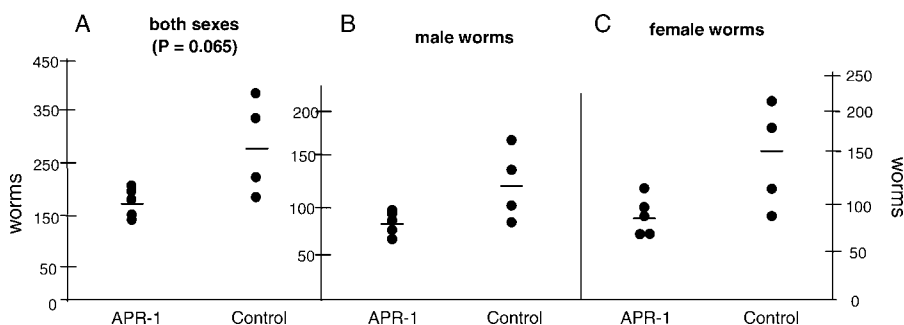 A
both sexes
(P = 0.065)
B
male worms
C
female worms
450
350
250
150
50
0
worms
200
150
100
50
250
200
150
100
50
0
worms
APR-1
Control
APR-1
Control
APR-1
Control